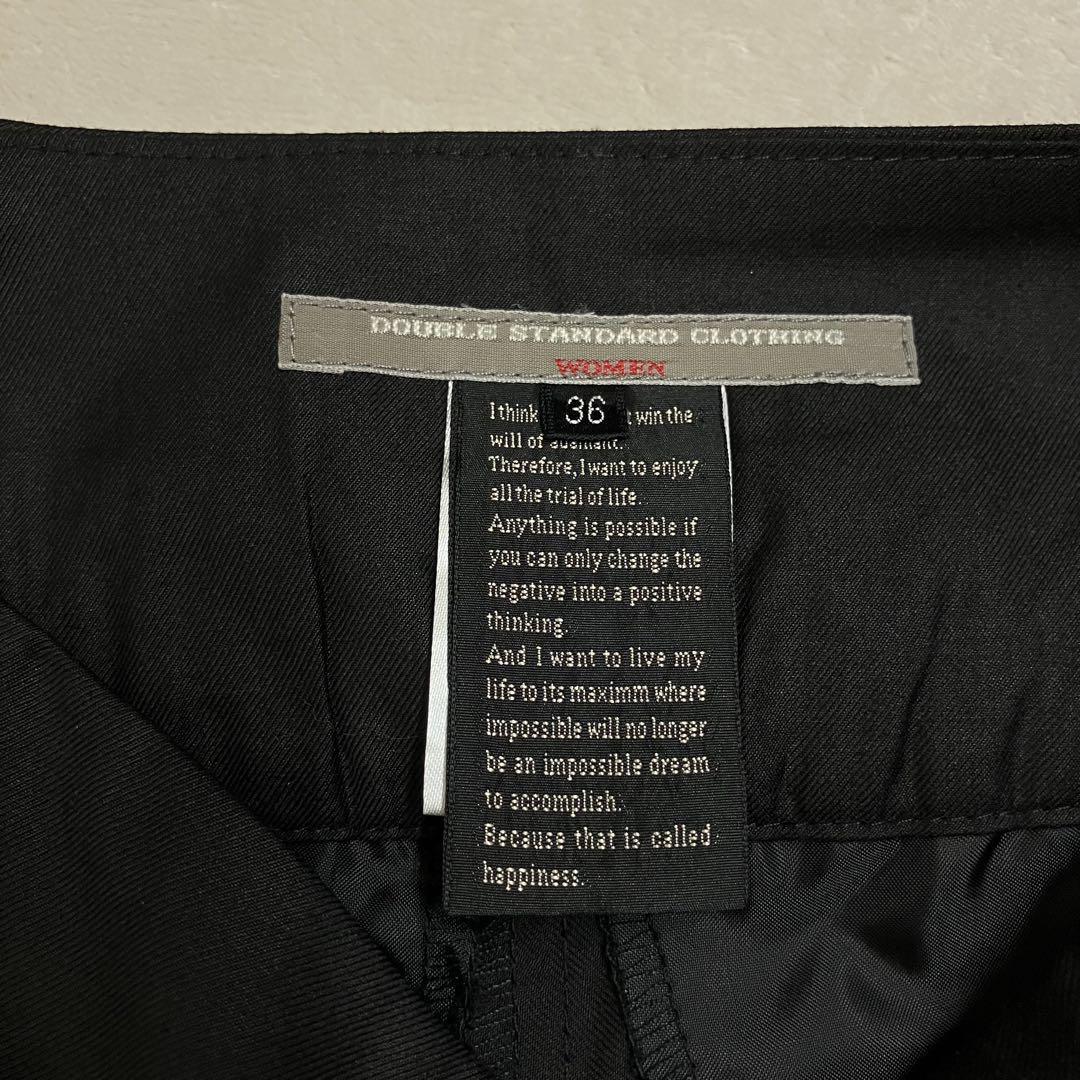 DOUBLE STANDARD CLOTHING
WOMEN
36
I think t win the
will of adamant.
Therefore, I want to enjoy
all the trial of life.
Anything is possible if
you can only change the
negative into a positive
thinking.
And I want to live my
life to its maximm where
impossible will no longer
be an impossible dream
to accomplish.
Because that is called
happiness.